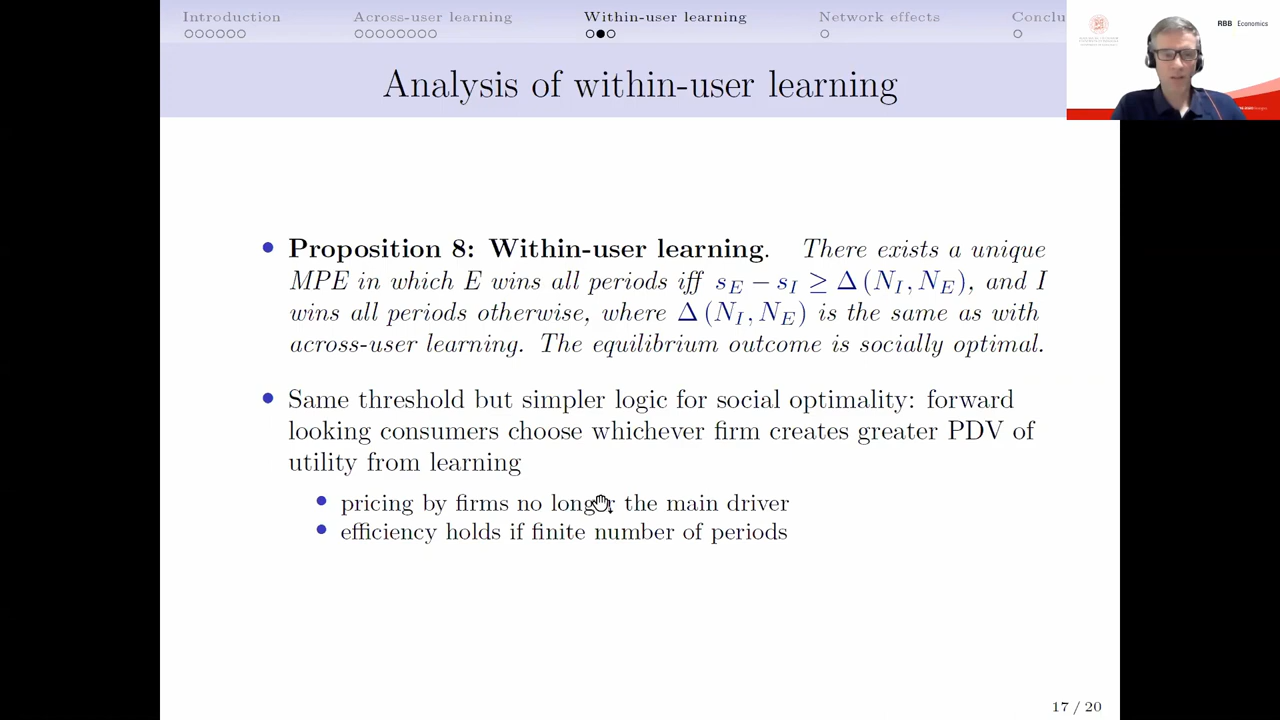 Introduction
Across-user learning
Within-user learning
Network effects
Conclu
RBB Economics
Analysis of within-user learning
• Proposition 8: Within-user learning. There exists a unique
MPE in which E wins all periods iff s_E − s_I ≥ Δ (N_I, N_E), and I
wins all periods otherwise, where Δ (N_I, N_E) is the same as with
across-user learning. The equilibrium outcome is socially optimal.
• Same threshold but simpler logic for social optimality: forward
looking consumers choose whichever firm creates greater PDV of
utility from learning
• pricing by firms no longer the main driver
• efficiency holds if finite number of periods
17 / 20